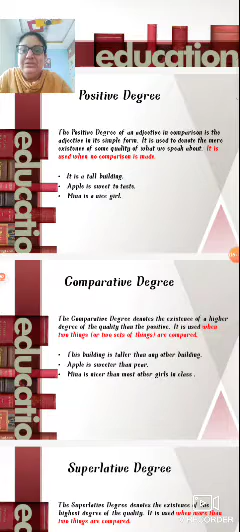 education
Positive Degree
The Positive Degree of an adjective in comparison is the
adjective in its simple form. It is used to denote the mere
existence of some quality of what we speak about. It is
used when no comparison is made.
• It is a tall building.
• Apple is sweet to taste.
• Mina is a nice girl.
education
Comparative Degree
The Comparative Degree denotes the existence of a higher
degree of the quality than the positive. It is used when
two things (or two sets of things) are compared.
• This building is taller than any other building.
• Apple is sweeter than pear.
• Mina is nicer than most other girls in class .
education
Superlative Degree
The Superlative Degree denotes the existence of the
highest degree of the quality. It is used when more than
two things are compared.
education
RECORDER